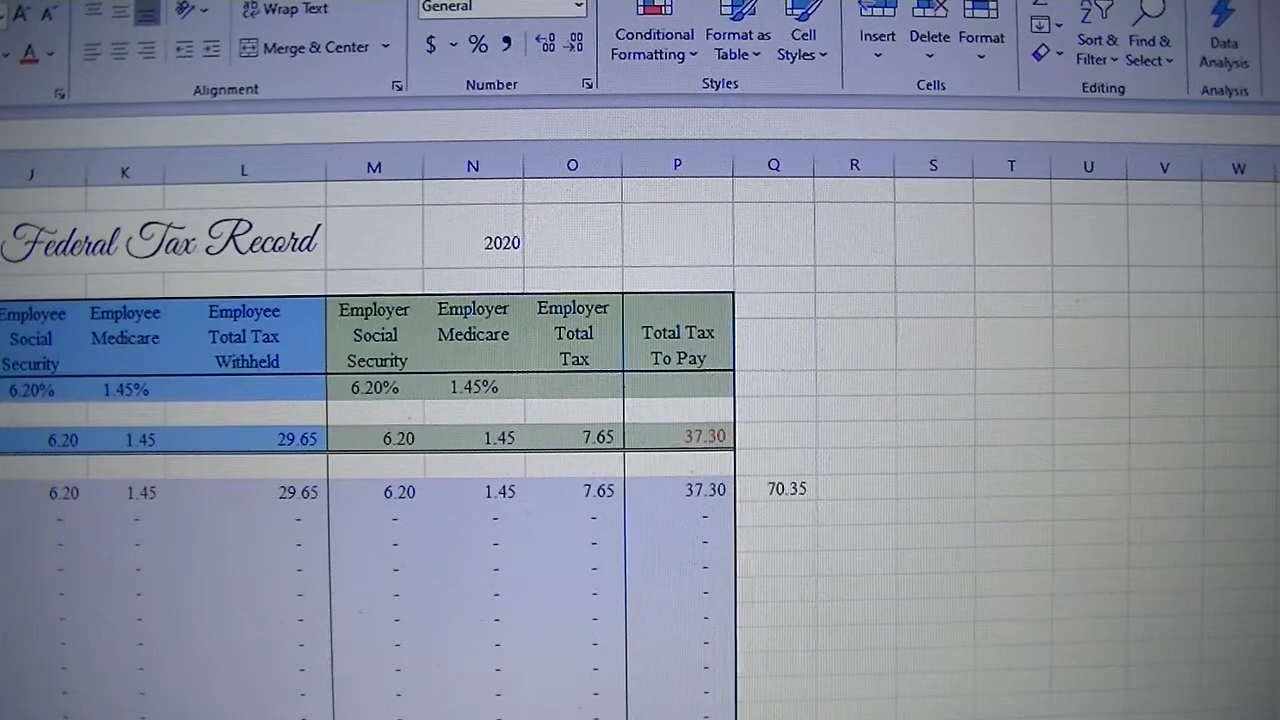 General
Wrap Text
Merge & Center
$ % 9
Conditional Formatting
Format as Table
Cell Styles
Insert
Delete
Format
Sort & Filter
Find & Select
Data Analysis
Alignment
Number
Styles
Cells
Editing
Analysis
J K L M N O P Q R S T U V W
Federal Tax Record 2020
Employee Social Security
Employee Medicare
Employee Total Tax Withheld
Employer Social Security
Employer Medicare
Employer Total Tax
Total Tax To Pay
6.20% 1.45% 6.20% 1.45%
6.20 1.45 29.65 6.20 1.45 7.65 37.30
6.20 1.45 29.65 6.20 1.45 7.65 37.30 70.35